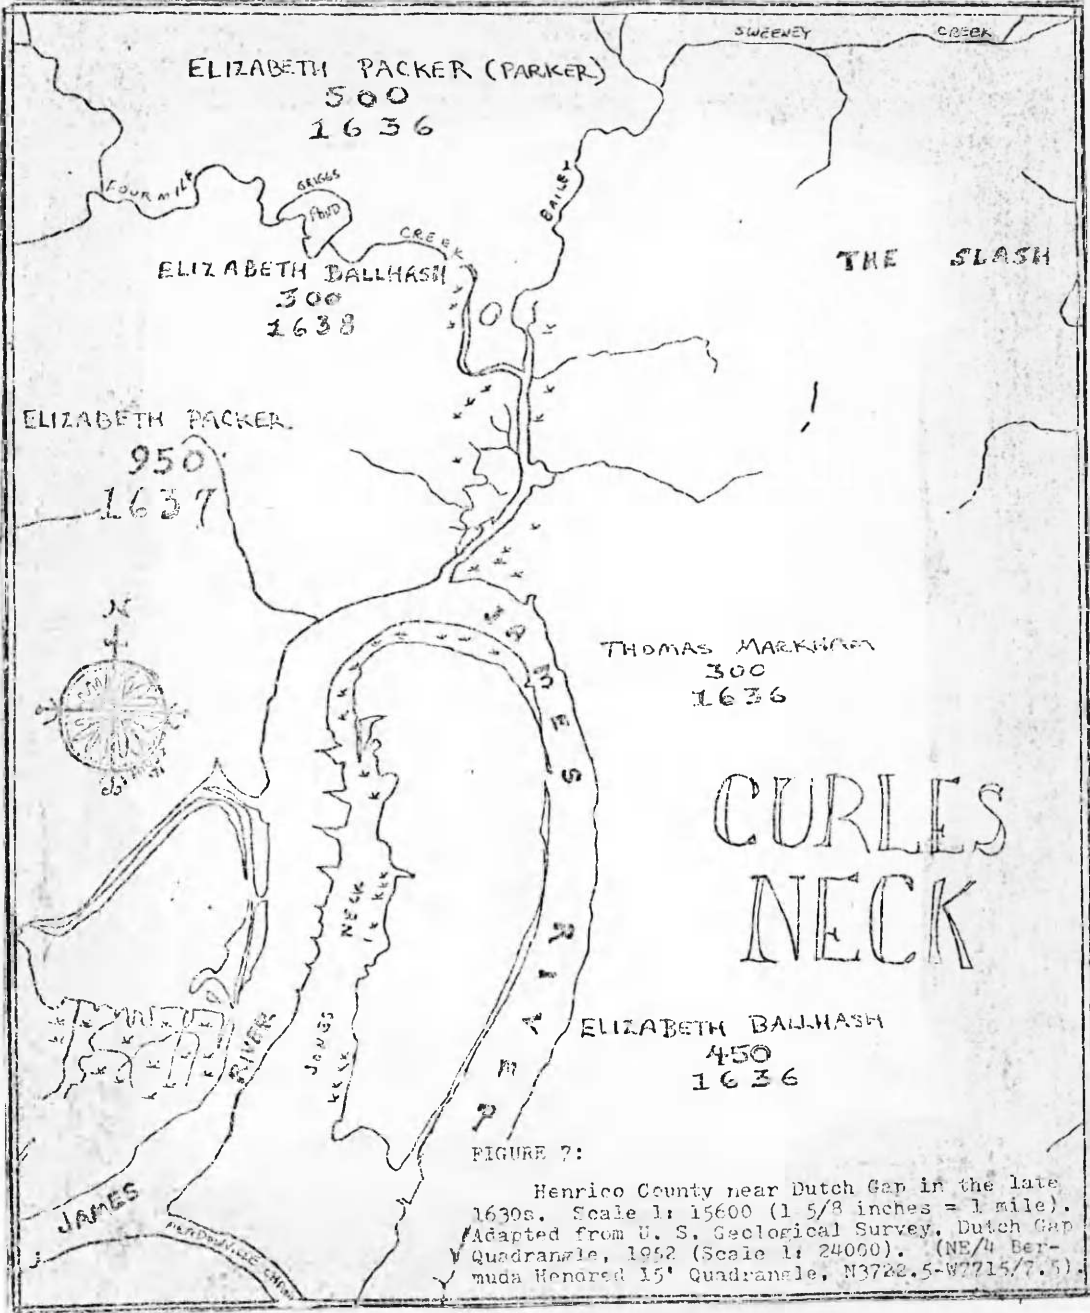 SWEENEY CREEK
ELIZABETH PACKER (PARKER)
500
1636
FOUR MILE
GRIGGS
POND
CREEK
BAILEY
THE SLASH
ELIZABETH BALLHASH
300
1638
ELIZABETH PACKER
950
1637
N
JAMES
THOMAS MARKHAM
300
1636
CURLES
NECK
JONES NECK
RIVER
RIVER
ELIZABETH BALLHASH
450
1636
JAMES
MEADOWVILLE
FIGURE 7:
Henrico County near Dutch Gap in the late
1630s. Scale 1: 15600 (1 5/8 inches = 1 mile).
Adapted from U. S. Geological Survey, Dutch Gap
Quadrangle, 1952 (Scale 1: 24000). (NE/4 Ber-
muda Hundred 15' Quadrangle, N3722.5-W7715/7.5).